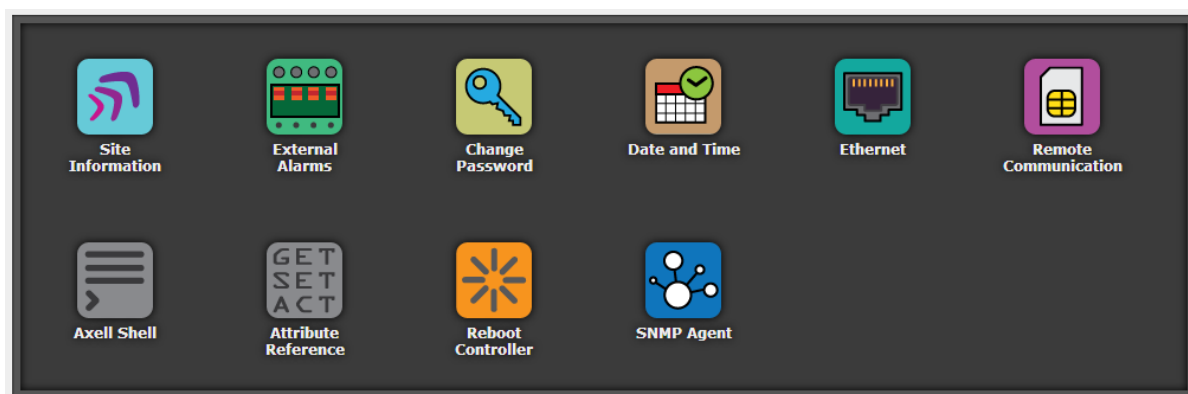 Site
Information
External
Alarms
Change
Password
Date and Time
Ethernet
Remote
Communication
Axell Shell
GET
SET
ACT
Attribute
Reference
Reboot
Controller
SNMP Agent